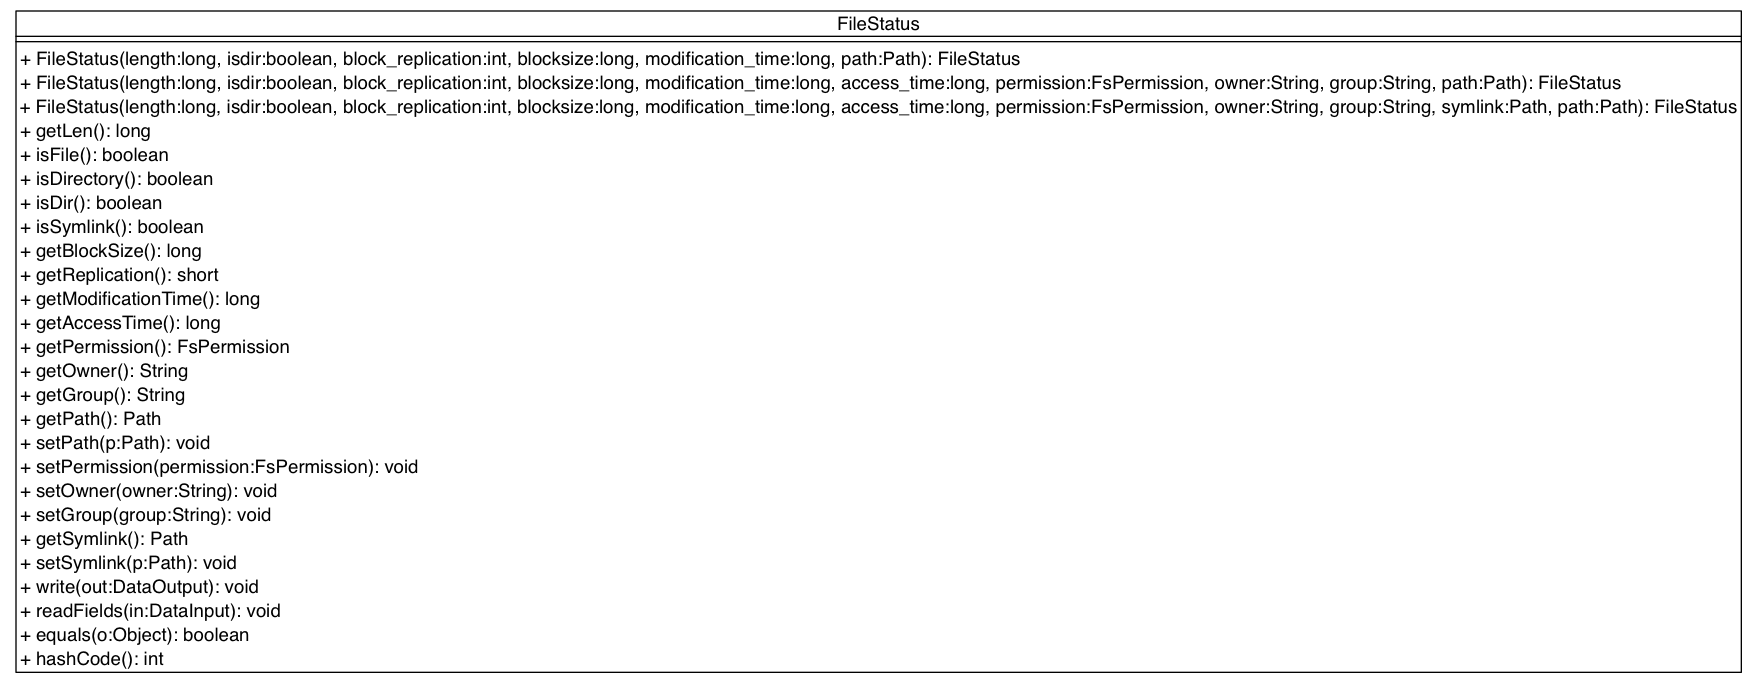 FileStatus
+ FileStatus(length:long, isdir:boolean, block_replication:int, blocksize:long, modification_time:long, path:Path): FileStatus
+ FileStatus(length:long, isdir:boolean, block_replication:int, blocksize:long, modification_time:long, access_time:long, permission:FsPermission, owner:String, group:String, path:Path): FileStatus
+ FileStatus(length:long, isdir:boolean, block_replication:int, blocksize:long, modification_time:long, access_time:long, permission:FsPermission, owner:String, group:String, symlink:Path, path:Path): FileStatus
+ getLen(): long
+ isFile(): boolean
+ isDirectory(): boolean
+ isDir(): boolean
+ isSymlink(): boolean
+ getBlockSize(): long
+ getReplication(): short
+ getModificationTime(): long
+ getAccessTime(): long
+ getPermission(): FsPermission
+ getOwner(): String
+ getGroup(): String
+ getPath(): Path
+ setPath(p:Path): void
+ setPermission(permission:FsPermission): void
+ setOwner(owner:String): void
+ setGroup(group:String): void
+ getSymlink(): Path
+ setSymlink(p:Path): void
+ write(out:DataOutput): void
+ readFields(in:DataInput): void
+ equals(o:Object): boolean
+ hashCode(): int